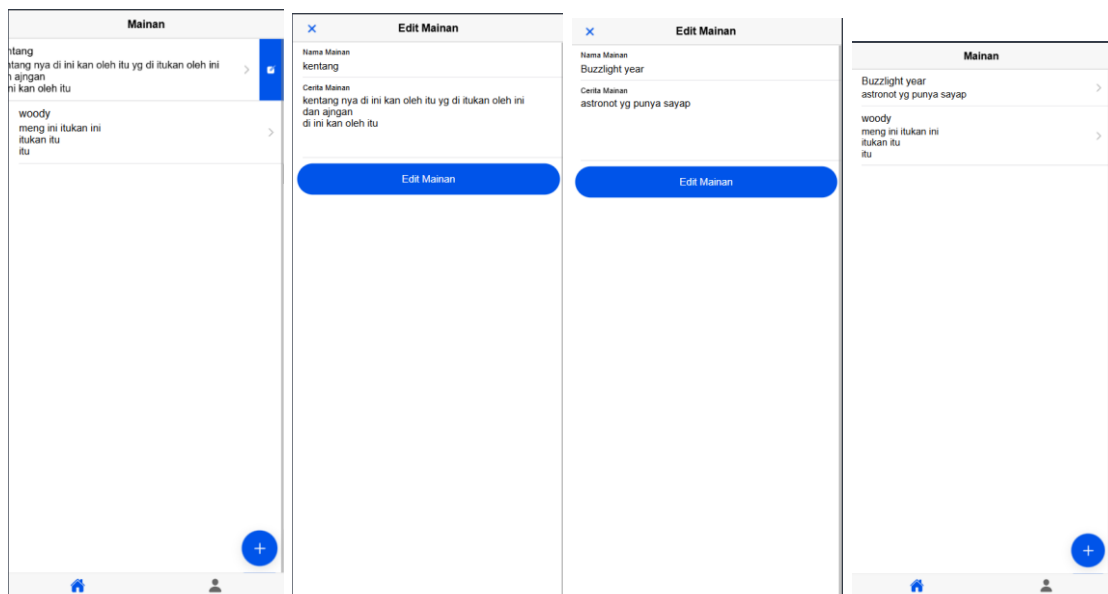 Mainan
ntang
ntang nya di ini kan oleh itu yg di itukan oleh ini
n ajngan
ni kan oleh itu
woody
meng ini itukan ini
itukan itu
itu
Edit Mainan
Nama Mainan
kentang
Cerita Mainan
kentang nya di ini kan oleh itu yg di itukan oleh ini
dan ajngan
di ini kan oleh itu
Edit Mainan
Edit Mainan
Nama Mainan
Buzzlight year
Cerita Mainan
astronot yg punya sayap
Edit Mainan
Mainan
Buzzlight year
astronot yg punya sayap
woody
meng ini itukan ini
itukan itu
itu